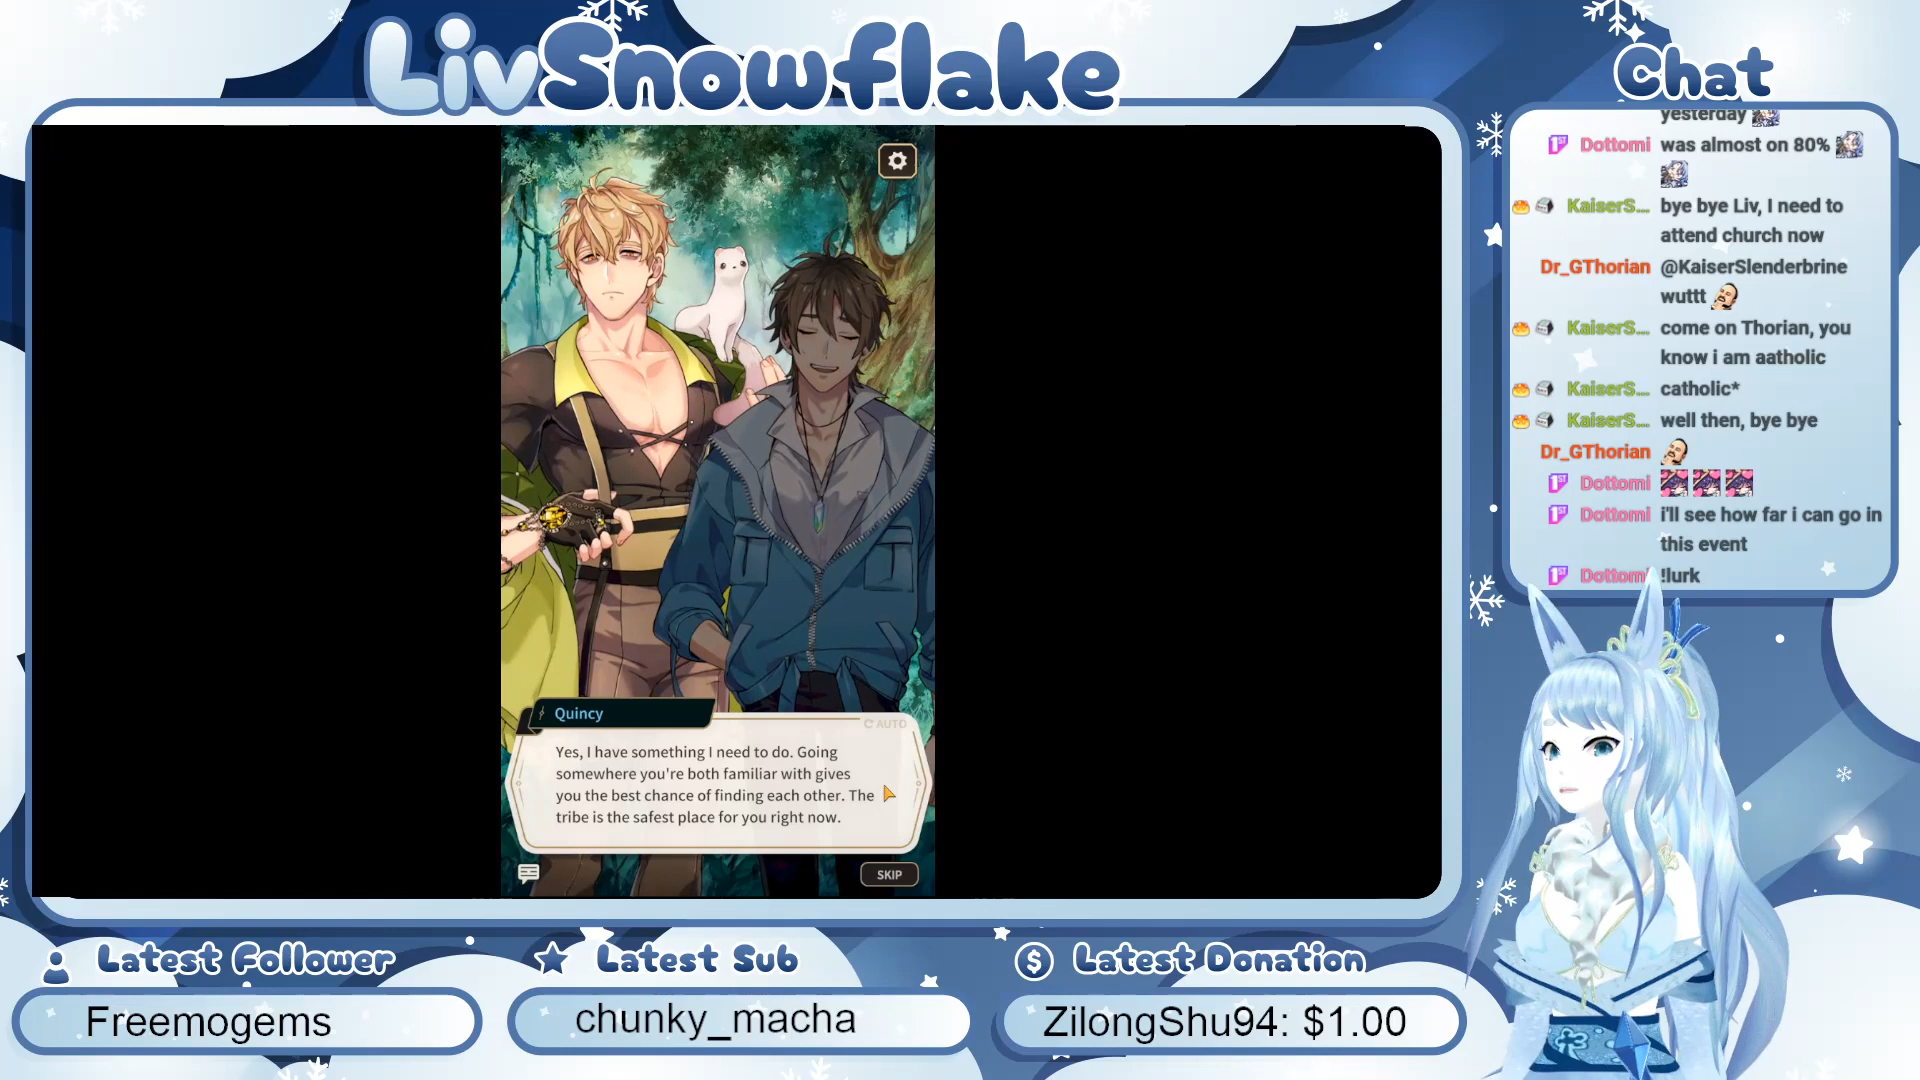 LivSnowflake
Chat
yesterday
Dottomi was almost on 80%
KaiserS... bye bye Liv, I need to
attend church now
Dr_GThorian @KaiserSlenderbrine
wuttt
KaiserS... come on Thorian, you
know i am aatholic
KaiserS... catholic*
KaiserS... well then, bye bye
Dr_GThorian
Dottomi
Dottomi i'll see how far i can go in
this event
Dottomi !lurk
Quincy
AUTO
Yes, I have something I need to do. Going
somewhere you're both familiar with gives
you the best chance of finding each other. The
tribe is the safest place for you right now.
SKIP
Latest Follower
Freemogems
Latest Sub
chunky_macha
Latest Donation
ZilongShu94: $1.00